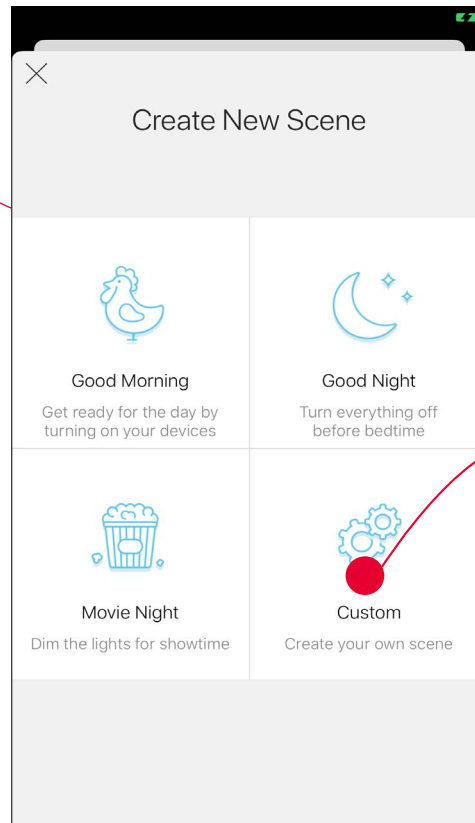 Create New Scene
Good Morning
Get ready for the day by
turning on your devices
Good Night
Turn everything off
before bedtime
Movie Night
Dim the lights for showtime
Custom
Create your own scene